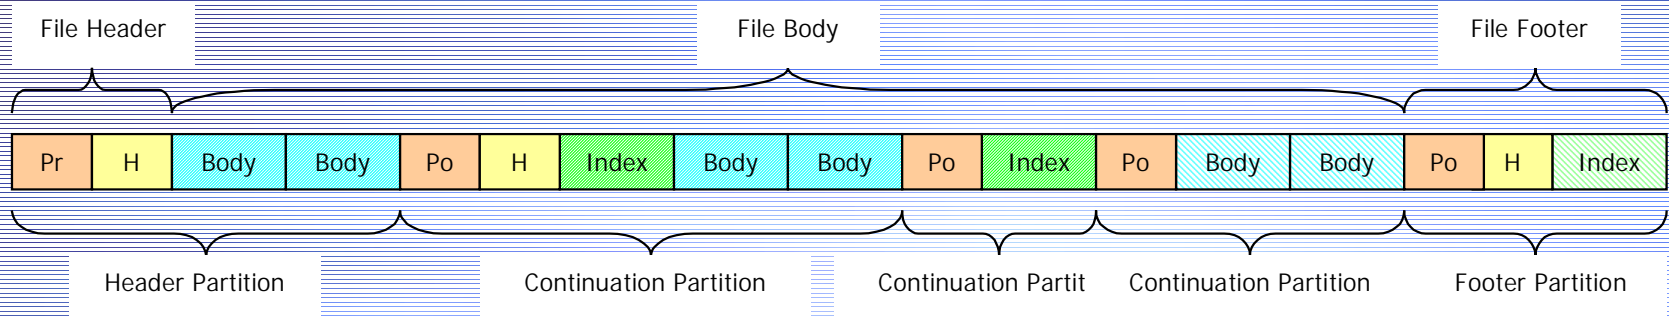 File Header File Body File Footer
Pr H Body Body Po H Index Body Body Po Index Po Body Body Po H Index
Header Partition Continuation Partition Continuation Partit Continuation Partition Footer Partition